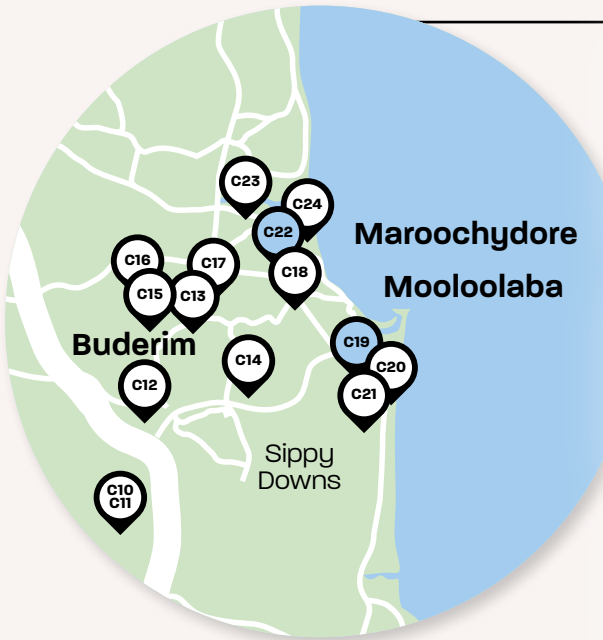 C23
C24
C22
Maroochydore
C16
C17
C18
Mooloolaba
C15
C13
Buderim
C19
C14
C20
C12
C21
Sippy
Downs
C10
C11